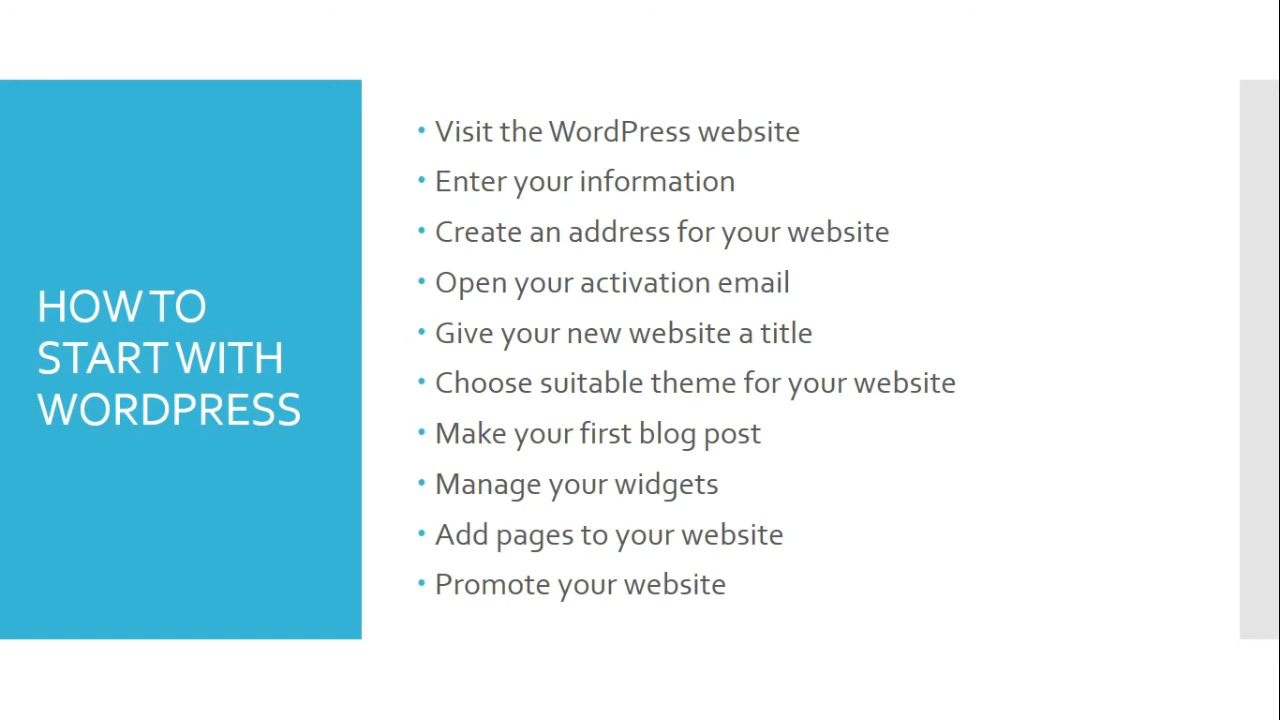 HOW TO
START WITH
WORDPRESS
• Visit the WordPress website
• Enter your information
• Create an address for your website
• Open your activation email
• Give your new website a title
• Choose suitable theme for your website
• Make your first blog post
• Manage your widgets
• Add pages to your website
• Promote your website